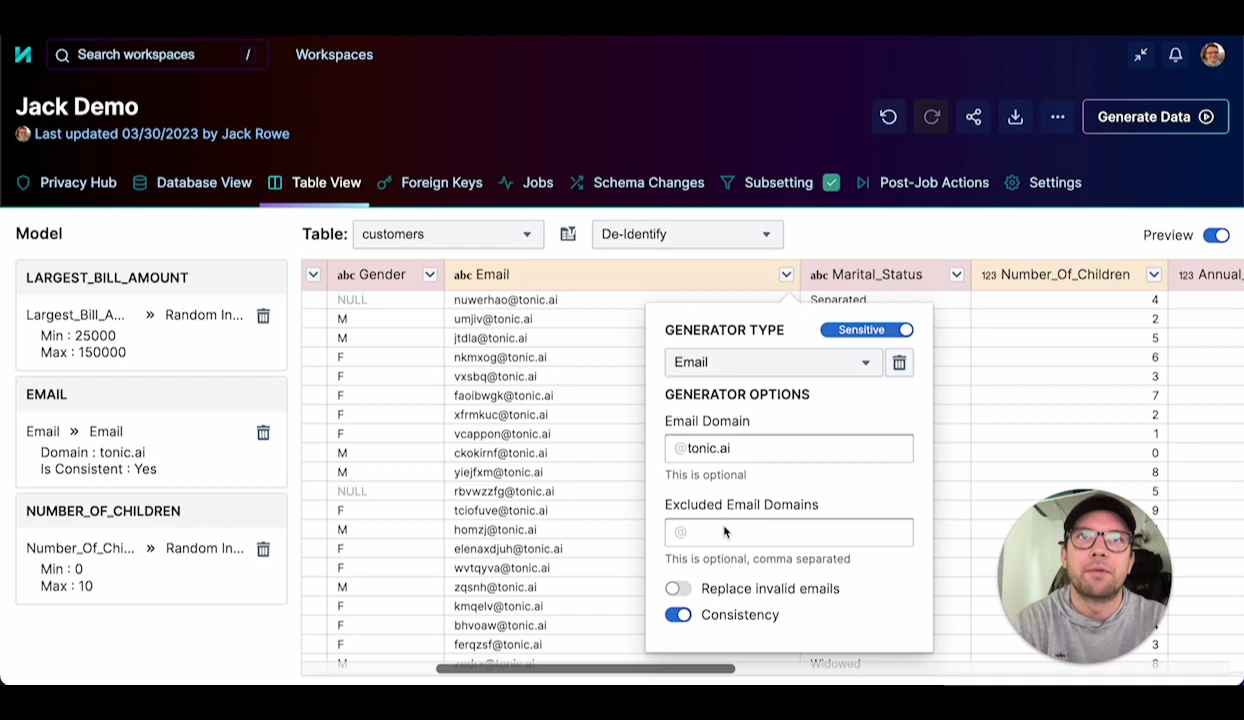 Search workspaces /
Workspaces
Jack Demo
Last updated 03/30/2023 by Jack Rowe
Generate Data
Privacy Hub
Database View
Table View
Foreign Keys
Jobs
Schema Changes
Subsetting
Post-Job Actions
Settings
Model
LARGEST_BILL_AMOUNT
Largest_Bill_A... » Random In...
Min : 25000
Max : 150000
EMAIL
Email » Email
Domain : tonic.ai
Is Consistent : Yes
NUMBER_OF_CHILDREN
Number_Of_Chi... » Random In...
Min : 0
Max : 10
Table: customers
De-Identify
Preview
abc Gender abc Email abc Marital_Status 123 Number_Of_Children 123 Annual_
NULL nuwerhao@tonic.ai Separated 4
M umjiv@tonic.ai 2
M jtdla@tonic.ai 5
F nkmxog@tonic.ai 6
F vxsbq@tonic.ai 3
F faoibwgk@tonic.ai 7
F xfrmkuc@tonic.ai 2
F vcappon@tonic.ai 1
M ckokirnf@tonic.ai 0
M yiejfxm@tonic.ai 8
NULL rbvwzzfg@tonic.ai 5
F tciofuve@tonic.ai 9
M homzj@tonic.ai
F elenaxdjuh@tonic.ai
F wvtqyva@tonic.ai
M zqsnh@tonic.ai
F kmqelv@tonic.ai
F bhvoaw@tonic.ai
F ferqzsf@tonic.ai 3
M zedrx@tonic.ai Widowed 8
GENERATOR TYPE
Sensitive
Email
GENERATOR OPTIONS
Email Domain
@tonic.ai
This is optional
Excluded Email Domains
@
This is optional, comma separated
Replace invalid emails
Consistency